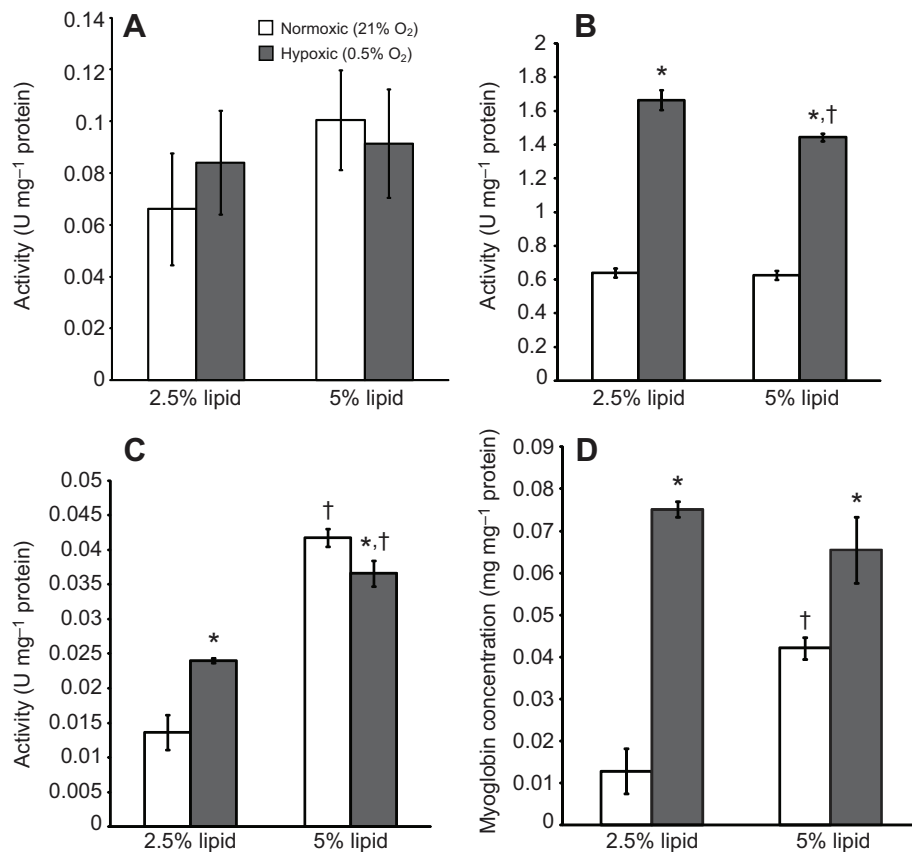 A
Normoxic (21% O₂)
Hypoxic (0.5% O₂)
Activity (U mg⁻¹ protein)
0.14
0.12
0.1
0.08
0.06
0.04
0.02
0
2.5% lipid
5% lipid
B
Activity (U mg⁻¹ protein)
2
1.8
1.6
1.4
1.2
1
0.8
0.6
0.4
0.2
0
*
*,†
2.5% lipid
5% lipid
C
Activity (U mg⁻¹ protein)
0.05
0.045
0.04
0.035
0.03
0.025
0.02
0.015
0.01
0.005
0
*
†
*,†
2.5% lipid
5% lipid
D
Myoglobin concentration (mg mg⁻¹ protein)
0.09
0.08
0.07
0.06
0.05
0.04
0.03
0.02
0.01
0
*
†
*
2.5% lipid
5% lipid